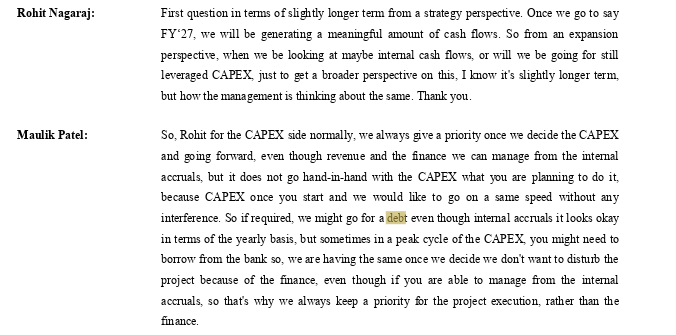 Rohit Nagaraj: First question in terms of slightly longer term from a strategy perspective. Once we go to say
FY'27, we will be generating a meaningful amount of cash flows. So from an expansion
perspective, when we be looking at maybe internal cash flows, or will we be going for still
leveraged CAPEX, just to get a broader perspective on this, I know it's slightly longer term,
but how the management is thinking about the same. Thank you.
Maulik Patel: So, Rohit for the CAPEX side normally, we always give a priority once we decide the CAPEX
and going forward, even though revenue and the finance we can manage from the internal
accruals, but it does not go hand-in-hand with the CAPEX what you are planning to do it,
because CAPEX once you start and we would like to go on a same speed without any
interference. So if required, we might go for a debt even though internal accruals it looks okay
in terms of the yearly basis, but sometimes in a peak cycle of the CAPEX, you might need to
borrow from the bank so, we are having the same once we decide we don't want to disturb the
project because of the finance, even though if you are able to manage from the internal
accruals, so that's why we always keep a priority for the project execution, rather than the
finance.